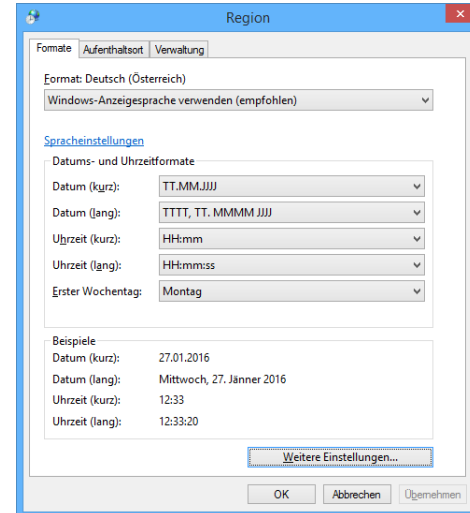 Region
Formate Aufenthaltsort Verwaltung
Format: Deutsch (Österreich)
Windows-Anzeigesprache verwenden (empfohlen)
Spracheinstellungen
Datums- und Uhrzeitformate
Datum (kurz): TT.MM.JJJJ
Datum (lang): TTTT, TT. MMMM JJJJ
Uhrzeit (kurz): HH:mm
Uhrzeit (lang): HH:mm:ss
Erster Wochentag: Montag
Beispiele
Datum (kurz): 27.01.2016
Datum (lang): Mittwoch, 27. Jänner 2016
Uhrzeit (kurz): 12:33
Uhrzeit (lang): 12:33:20
Weitere Einstellungen...
OK Abbrechen Übernehmen